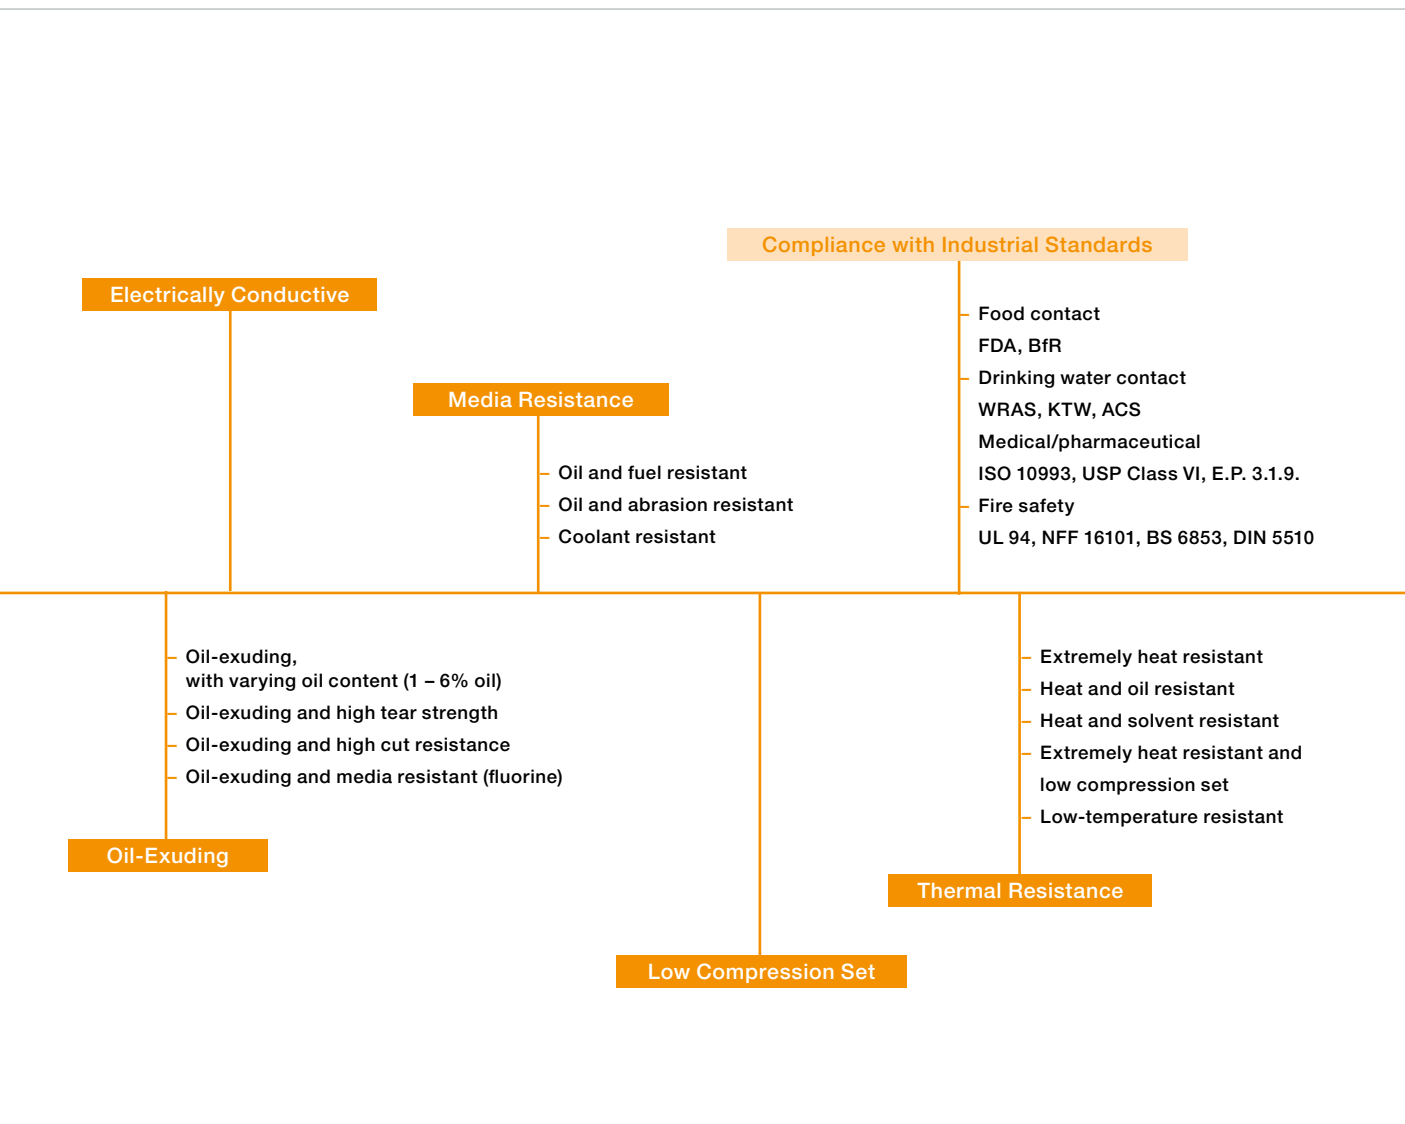 Compliance with Industrial Standards
Food contact
FDA, BfR
Drinking water contact
WRAS, KTW, ACS
Medical/pharmaceutical
ISO 10993, USP Class VI, E.P. 3.1.9.
Fire safety
UL 94, NFF 16101, BS 6853, DIN 5510
Electrically Conductive
Media Resistance
Oil and fuel resistant
Oil and abrasion resistant
Coolant resistant
Oil-exuding,
with varying oil content (1 – 6% oil)
Oil-exuding and high tear strength
Oil-exuding and high cut resistance
Oil-exuding and media resistant (fluorine)
Oil-Exuding
Extremely heat resistant
Heat and oil resistant
Heat and solvent resistant
Extremely heat resistant and
low compression set
Low-temperature resistant
Thermal Resistance
Low Compression Set